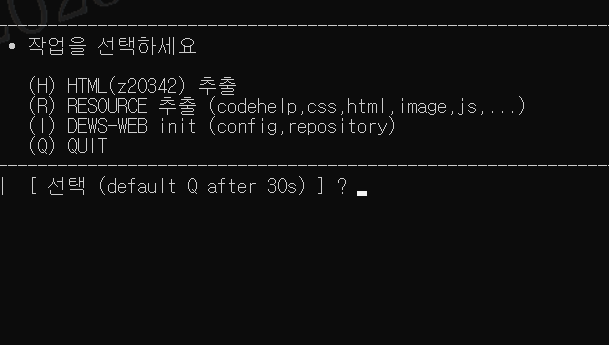 • 작업을 선택하세요
(H) HTML(z20342) 추출
(R) RESOURCE 추출 (codehelp,css,html,image,js,...)
(I) DEWS-WEB init (config,repository)
(Q) QUIT
| [ 선택 (default Q after 30s) ] ?